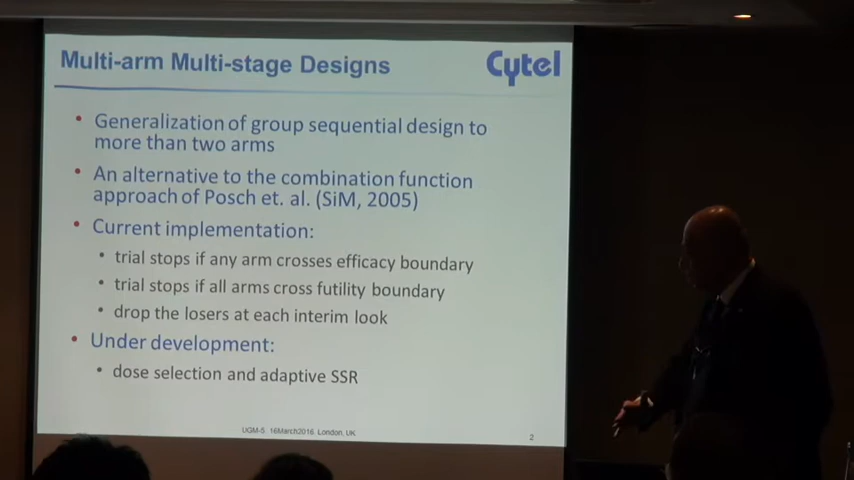 Multi-arm Multi-stage Designs
Cytel
• Generalization of group sequential design to
more than two arms
• An alternative to the combination function
approach of Posch et. al. (SiM, 2005)
• Current implementation:
• trial stops if any arm crosses efficacy boundary
• trial stops if all arms cross futility boundary
• drop the losers at each interim look
• Under development:
• dose selection and adaptive SSR
UGM-5 16March2016 London, UK
2